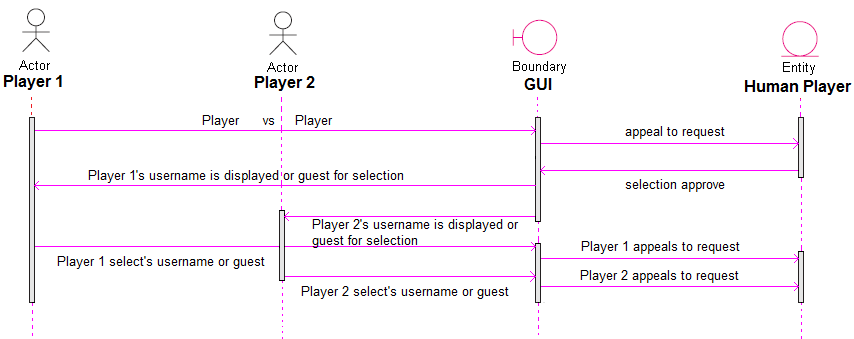 Actor
Player 1
Actor
Player 2
Boundary
GUI
Entity
Human Player
Player vs Player
appeal to request
Player 1's username is displayed or guest for selection
selection approve
Player 2's username is displayed or
guest for selection
Player 1 select's username or guest
Player 1 appeals to request
Player 2 appeals to request
Player 2 select's username or guest